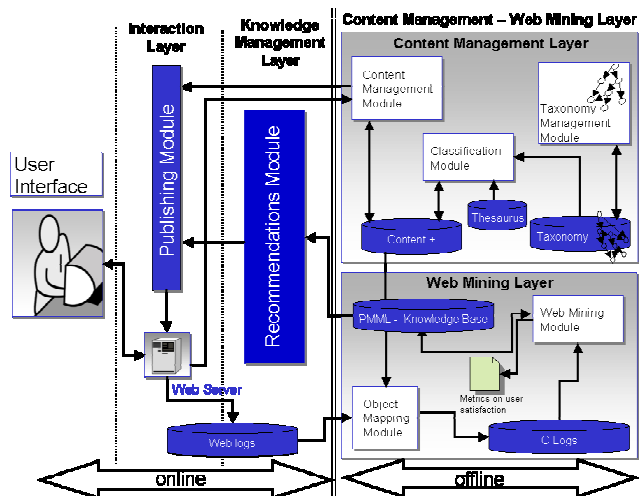 Interaction
Layer
Knowledge
Management
Layer
Content Management – Web Mining Layer
Content Management Layer
Content
Management
Module
Taxonomy
Management
Module
Classification
Module
Thesaurus
Content +
Taxonomy
User
Interface
Publishing Module
Recommendations Module
Web Mining Layer
PMML - Knowledge Base
Web Mining
Module
Metrics on user
satisfaction
Web Server
Object
Mapping
Module
Web logs
C Logs
online
offline